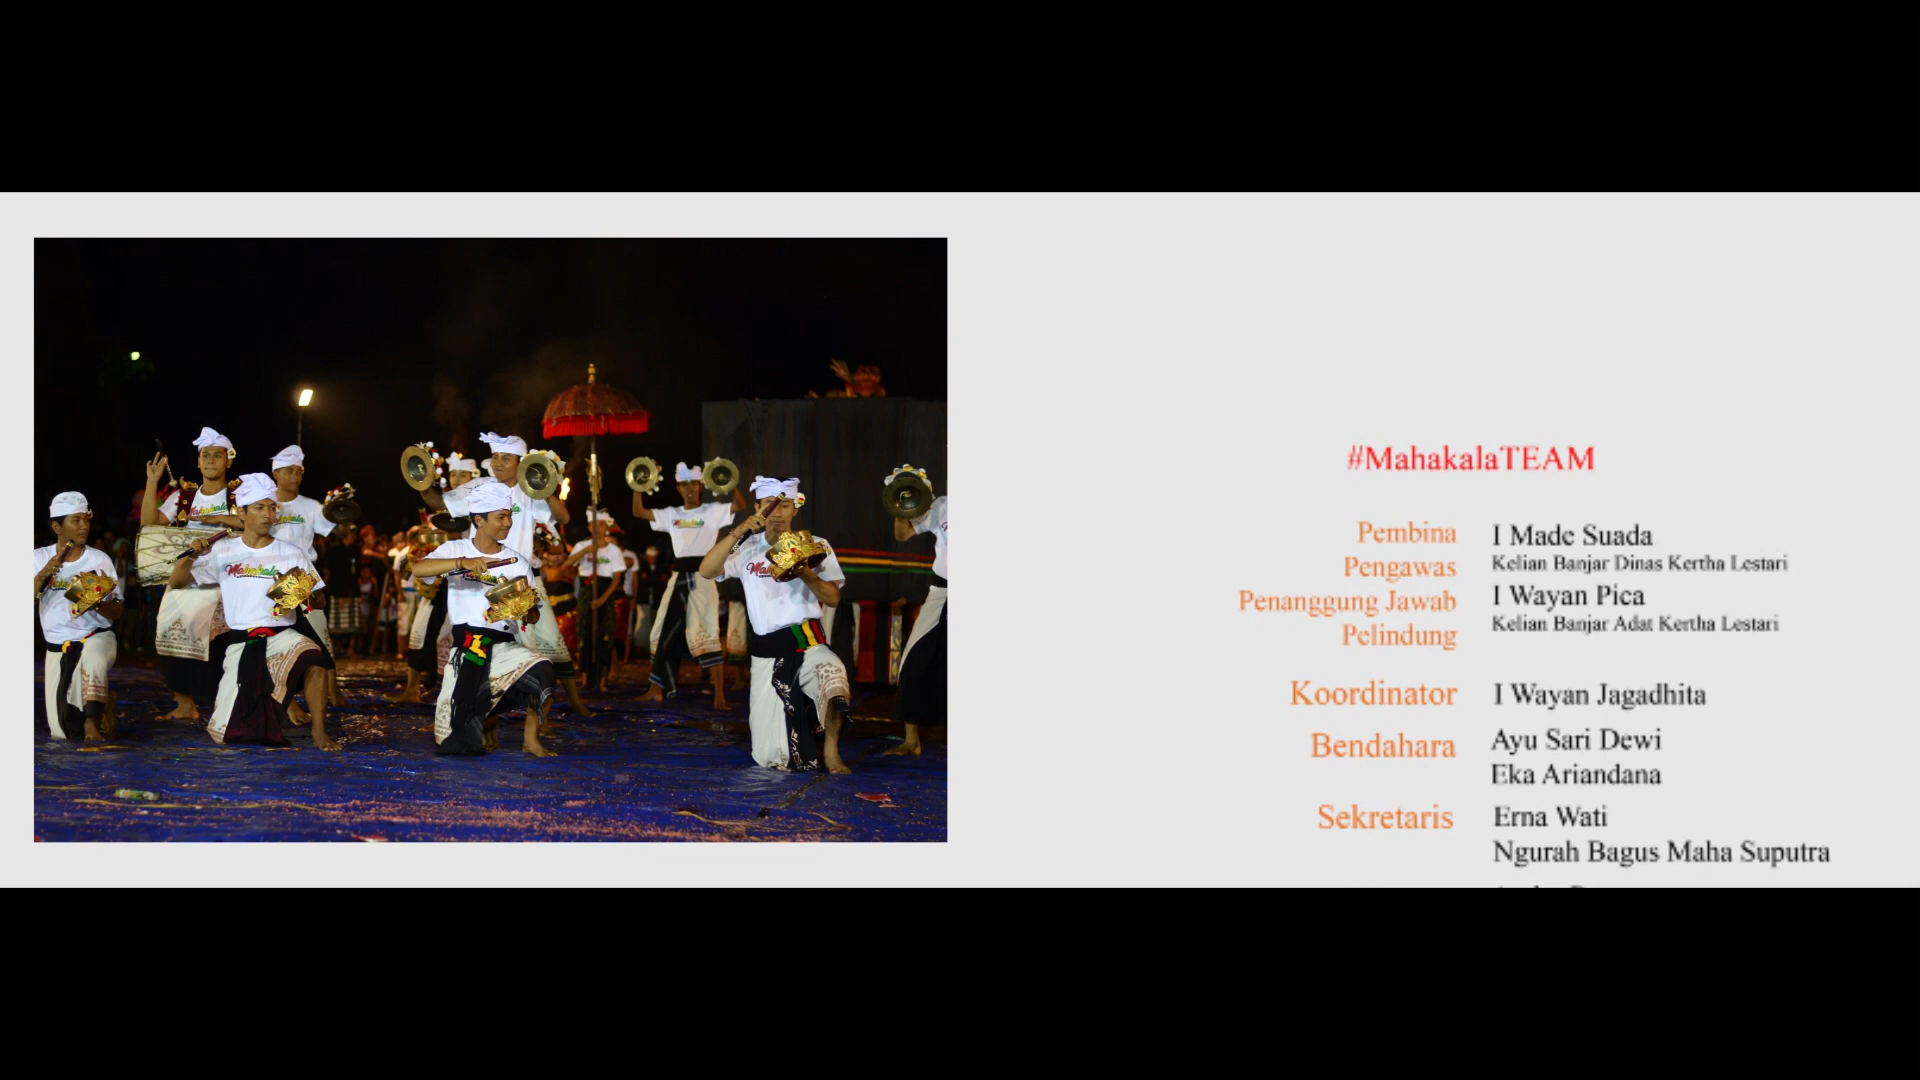 #MahakalaTEAM
Pembina
Pengawas
Penanggung Jawab
Pelindung
I Made Suada
Kelian Banjar Dinas Kertha Lestari
I Wayan Pica
Kelian Banjar Adat Kertha Lestari
Koordinator
I Wayan Jagadhita
Bendahara
Ayu Sari Dewi
Eka Ariandana
Sekretaris
Erna Wati
Ngurah Bagus Maha Suputra
Mahakala